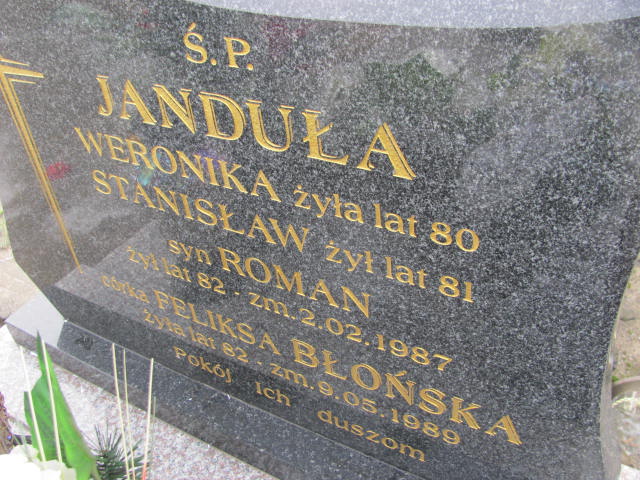 Ś.P.
JANDUŁA
WERONIKA żyła lat 80
STANISŁAW żył lat 81
syn ROMAN
żył lat 82 - zm. 2.02.1987
córka FELIKSA BŁOŃSKA
żyła lat 82 - zm. 9.05.1989
Pokój Ich duszom